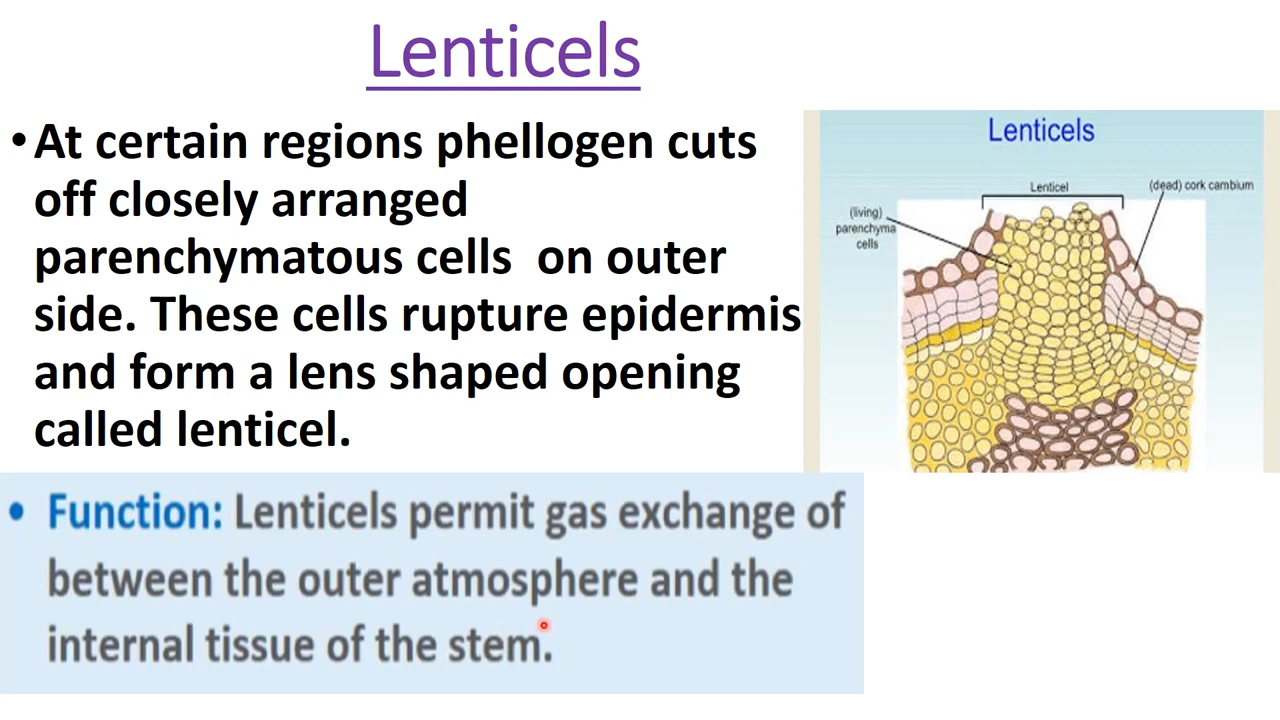 Lenticels
• At certain regions phellogen cuts
off closely arranged
parenchymatous cells  on outer
side. These cells rupture epidermis
and form a lens shaped opening
called lenticel.
Lenticels
Lenticel
(dead) cork cambium
(living)
parenchyma
cells
• Function: Lenticels permit gas exchange of
between the outer atmosphere and the
internal tissue of the stem.